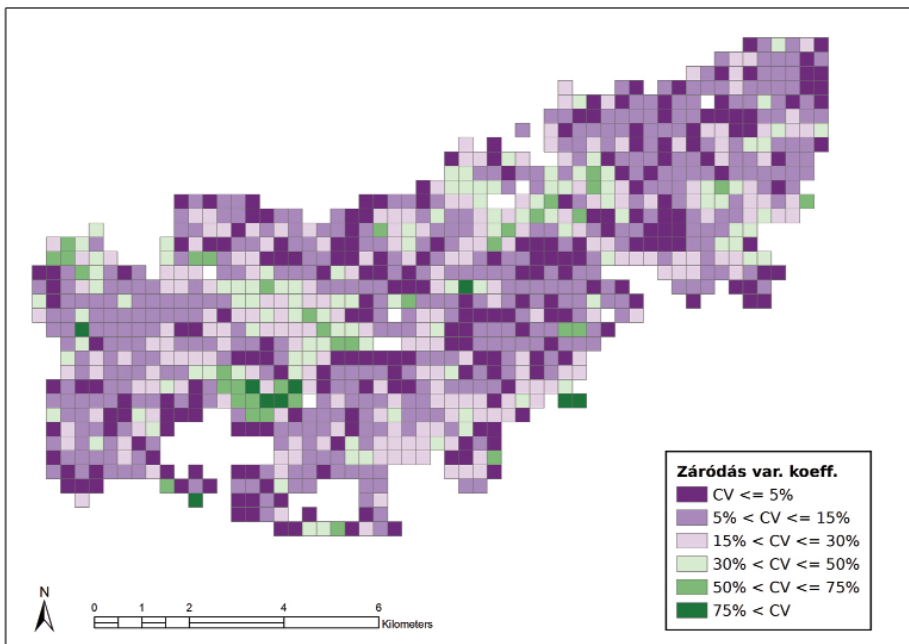 Záródás var. koeff.
CV <= 5%
5% < CV <= 15%
15% < CV <= 30%
30% < CV <= 50%
50% < CV <= 75%
75% < CV
N
0 1 2 4 6
Kilometers